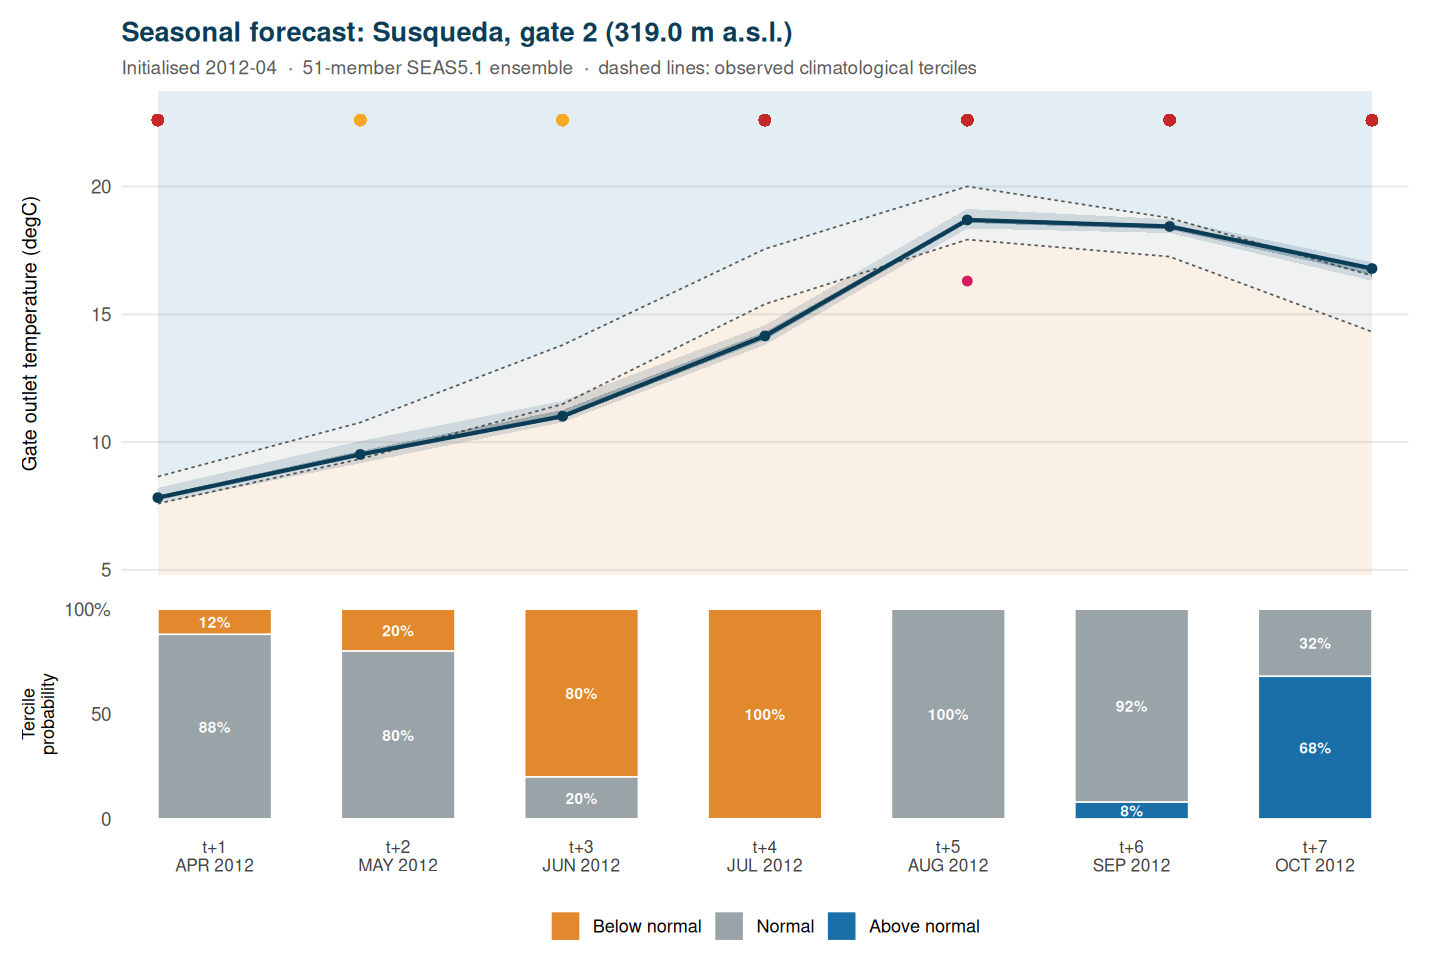 Seasonal forecast: Susqueda, gate 2 (319.0 m a.s.l.)
Initialised 2012-04 · 51-member SEAS5.1 ensemble · dashed lines: observed climatological terciles
Gate outlet temperature (degC)
20
15
10
5
Tercile
probability
100%
50
0
12%
88%
20%
80%
80%
20%
100%
100%
92%
8%
32%
68%
t+1
APR 2012
t+2
MAY 2012
t+3
JUN 2012
t+4
JUL 2012
t+5
AUG 2012
t+6
SEP 2012
t+7
OCT 2012
Below normal
Normal
Above normal